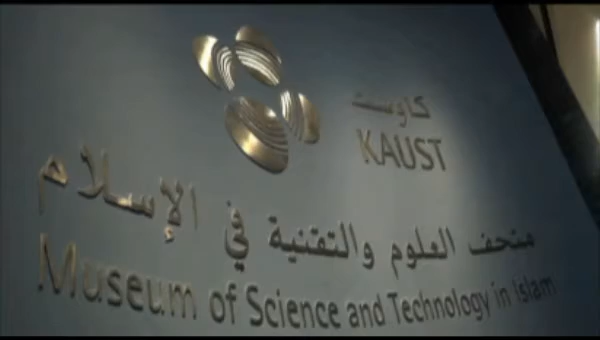 كاوست
KAUST
متحف العلوم والتقنية في الإسلام
Museum of Science and Technology in Islam